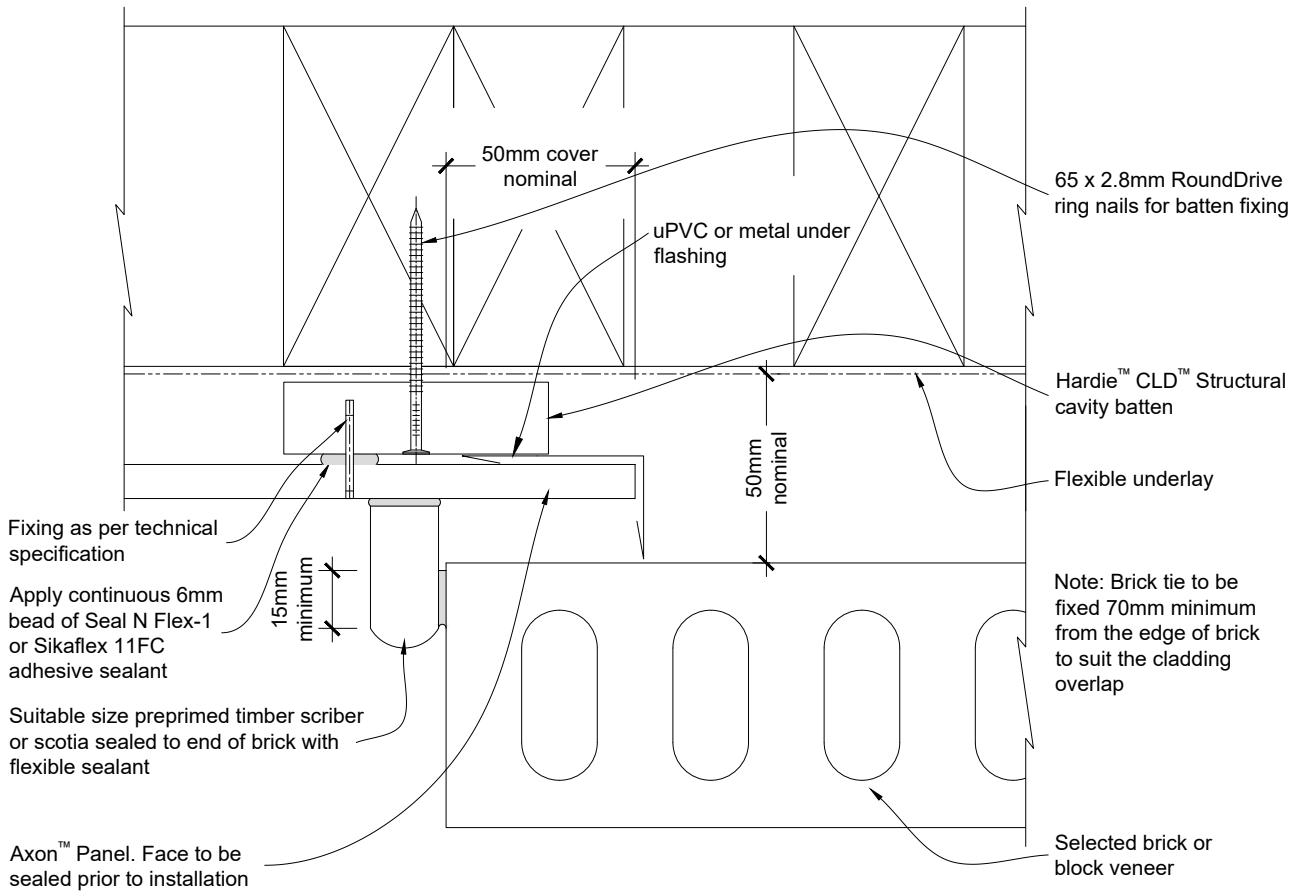 50mm cover
nominal
65 x 2.8mm RoundDrive
ring nails for batten fixing
uPVC or metal under
flashing
Hardie™ CLD™ Structural
cavity batten
50mm
nominal
Flexible underlay
Fixing as per technical
specification
Apply continuous 6mm
bead of Seal N Flex-1
or Sikaflex 11FC
adhesive sealant
15mm
minimum
Note: Brick tie to be
fixed 70mm minimum
from the edge of brick
to suit the cladding
overlap
Suitable size preprimed timber scriber
or scotia sealed to end of brick with
flexible sealant
Axon™ Panel. Face to be
sealed prior to installation
Selected brick or
block veneer